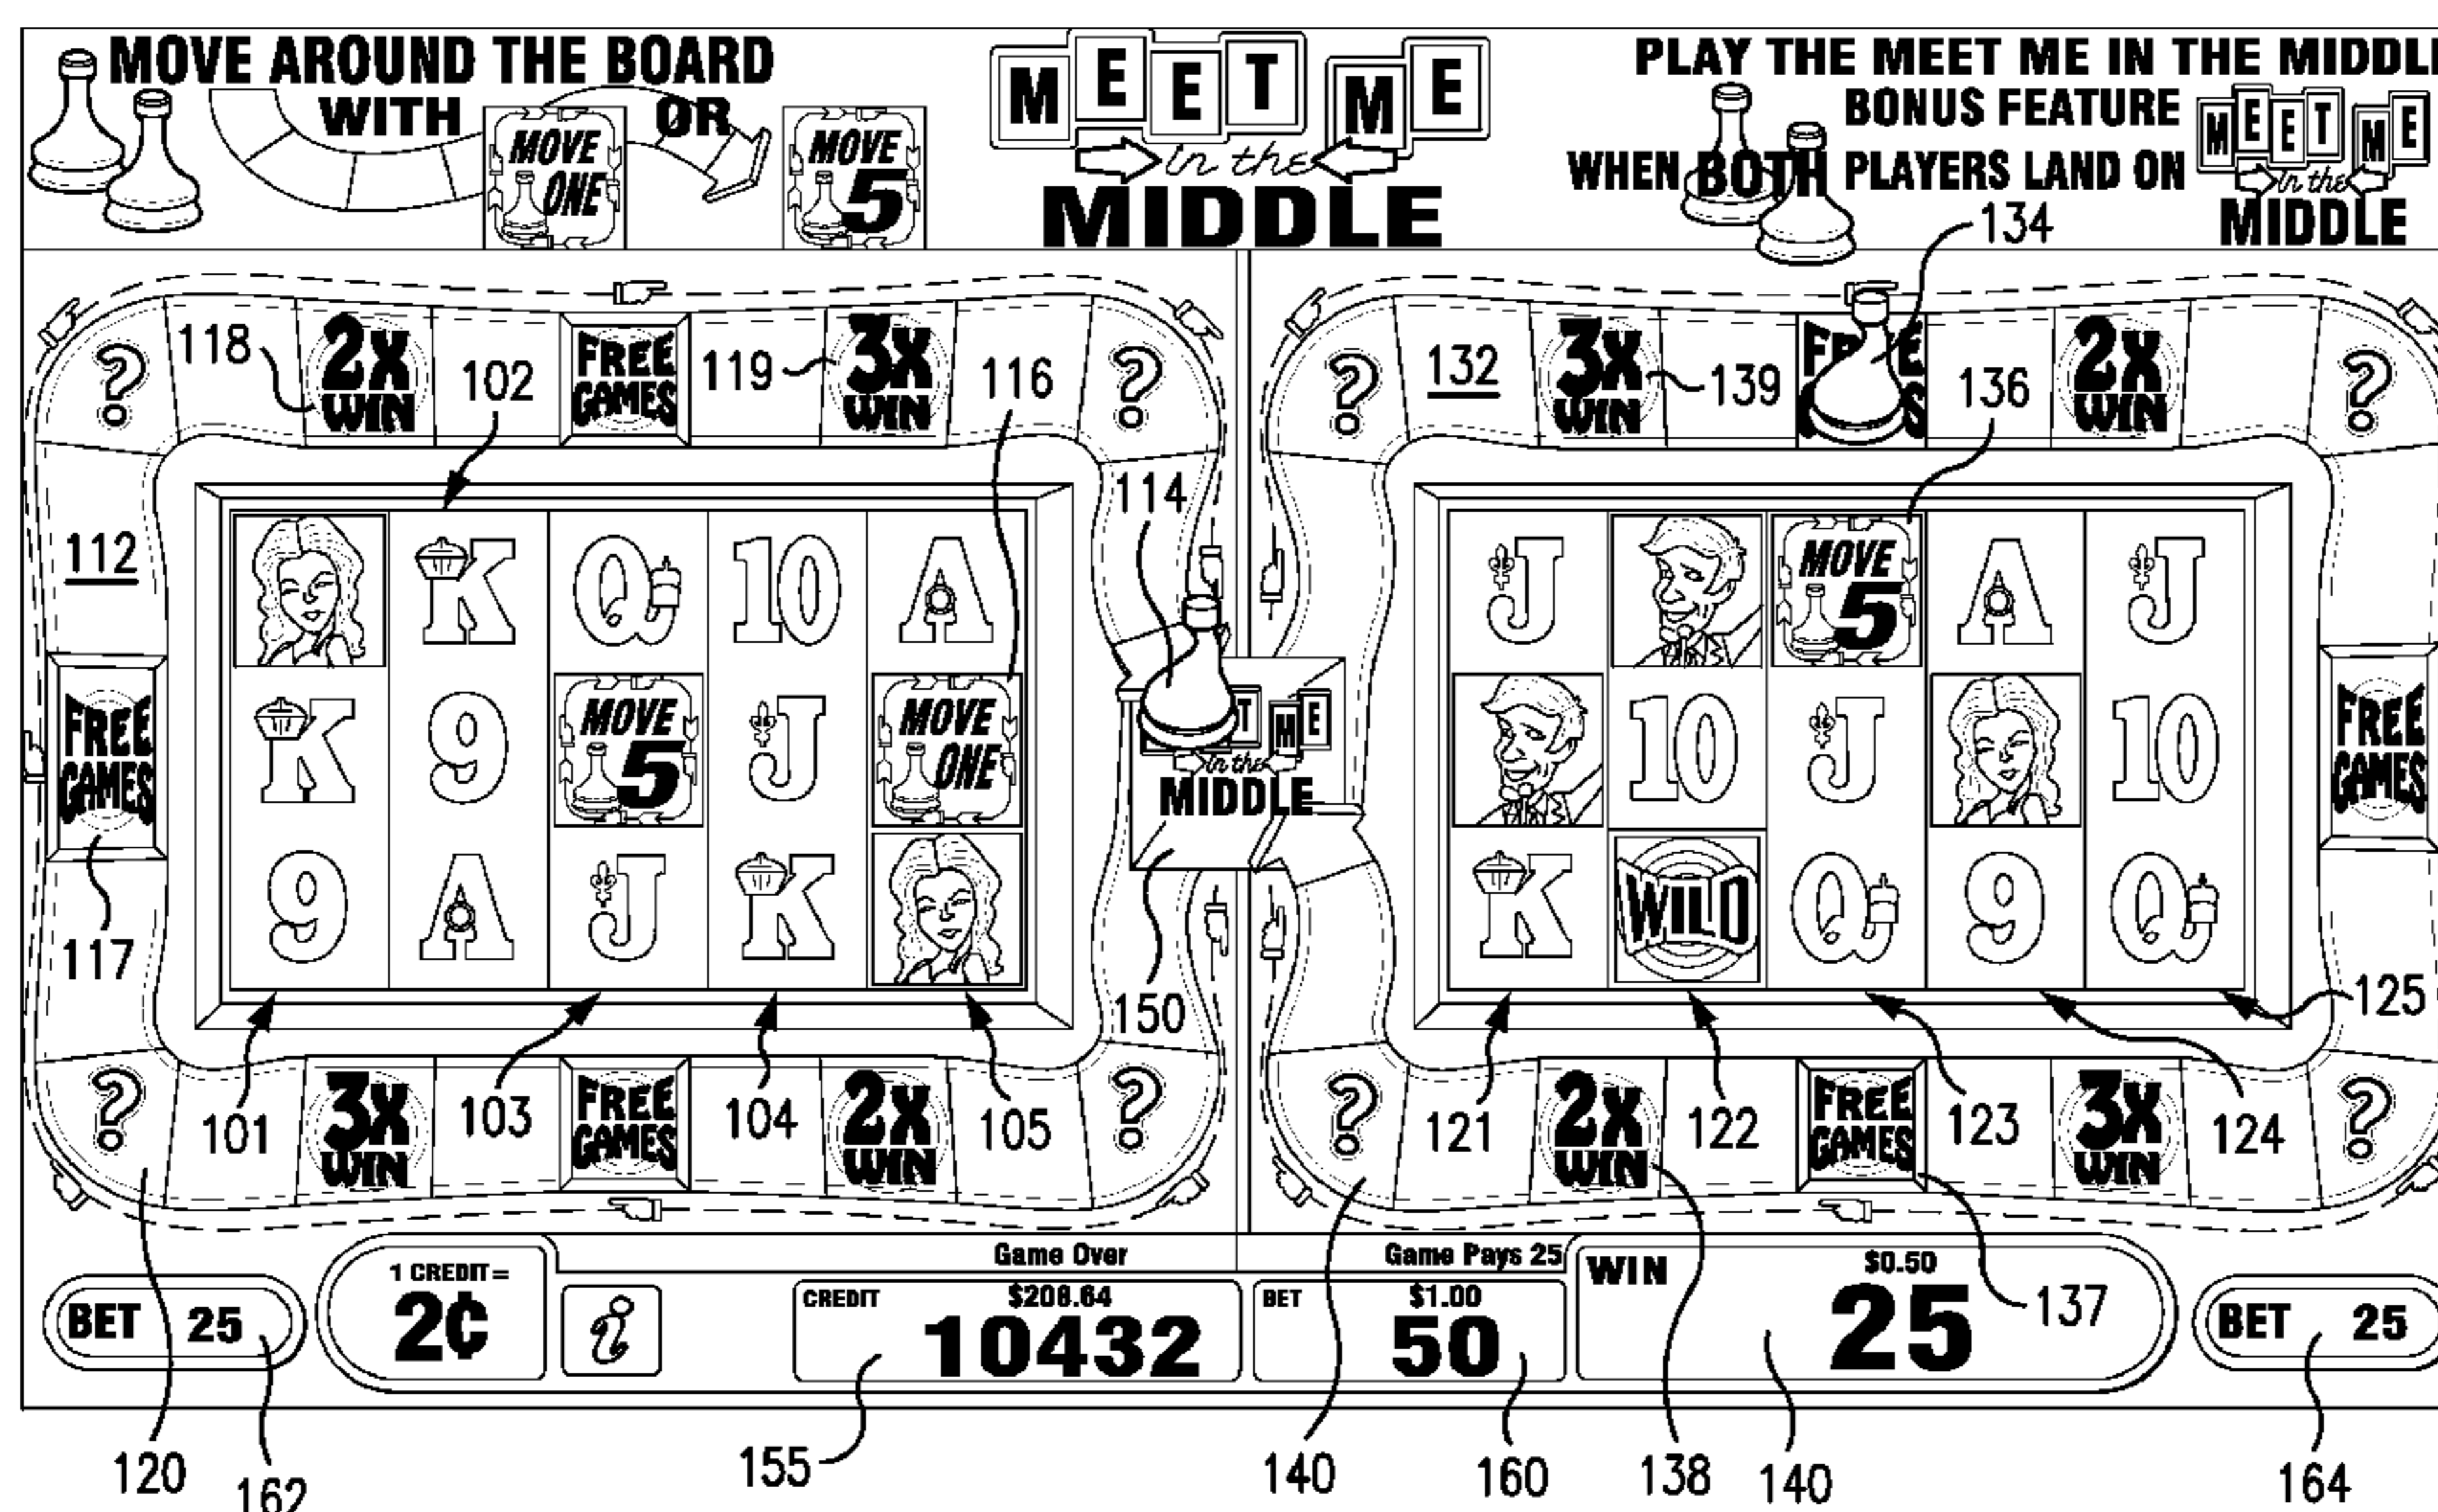 MOVE AROUND THE BOARD
WITH MOVE ONE OR MOVE 5
MEET ME
in the
MIDDLE
PLAY THE MEET ME IN THE MIDDL
BONUS FEATURE
WHEN BOTH PLAYERS LAND ON
MEET ME
in the
MIDDLE
134
? 118 2X WIN 102 FREE GAMES 119 3X WIN 116 ?
? 132 3X WIN 139 136 2X WIN ?
112
114
K Q 10 A
K 9 MOVE 5 J MOVE ONE
9 A J K
J MOVE 5 A J
10 J 10
K WILD Q 9 Q
FREE GAMES
117
T ME
in the
MIDDLE
150
FREE GAMES
125
? 101 3X WIN 103 FREE GAMES 104 2X WIN 105 ?
? 121 2X WIN 122 FREE GAMES 123 3X WIN 124 ?
Game Over
Game Pays 25
BET 25
1 CREDIT=
2¢
i
CREDIT
$208.64
10432
BET
$1.00
50
WIN
$0.50
25
137
BET 25
120
162
155
140
160
138
140
164